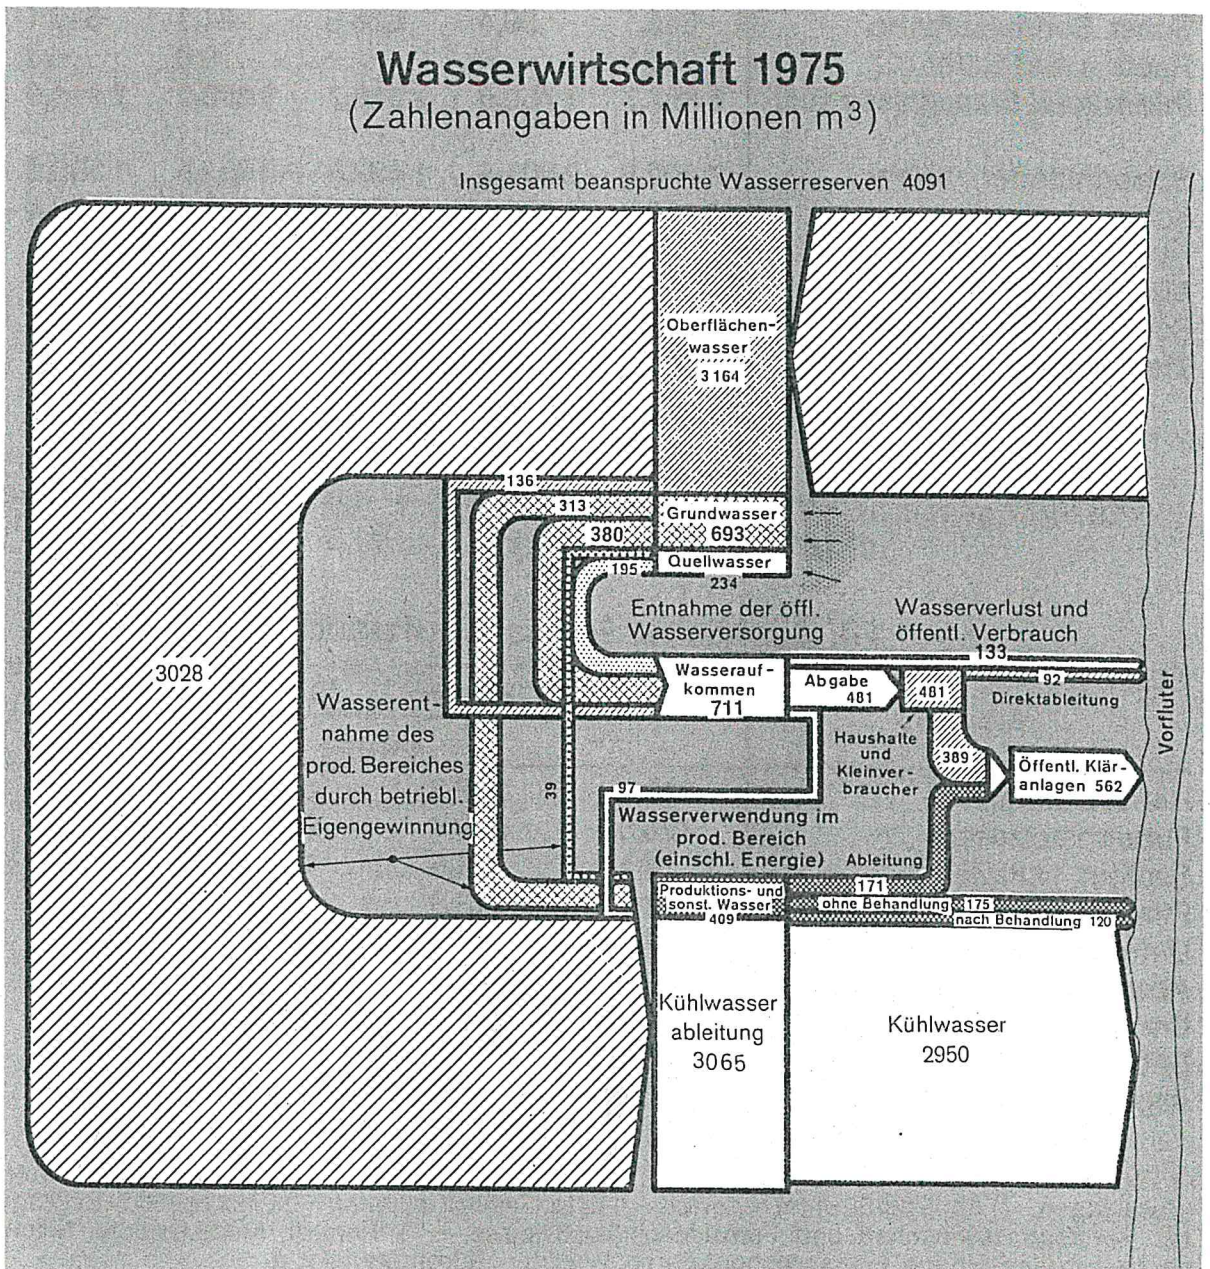 Wasserwirtschaft 1975
(Zahlenangaben in Millionen m³)
Insgesamt beanspruchte Wasserreserven 4091
Oberflächen-
wasser
3164
136
313
Grundwasser
380
693
Quellwasser
195
234
Entnahme der öffl.
Wasserversorgung
Wasserverlust und
öffentl. Verbrauch
133
3028
Wasserauf-
kommen
711
Abgabe
481
481
92
Direktableitung
Vorfluter
Wasserent-
nahme des
prod. Bereiches
durch betriebl.
Eigengewinnung
Haushalte
und
Kleinver-
braucher
389
Öffentl. Klär-
anlagen 562
39
97
Wasserverwendung im
prod. Bereich
(einschl. Energie)
Ableitung
171
Produktions- und
sonst. Wasser
409
ohne Behandlung 175
nach Behandlung 120
Kühlwasser
ableitung
3065
Kühlwasser
2950